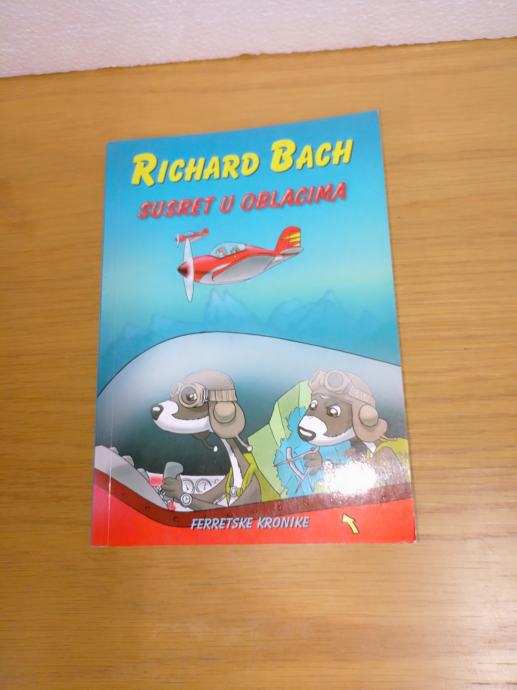 RICHARD BACH
SUSRET U OBLACIMA
FERRETSKE KRONIKE